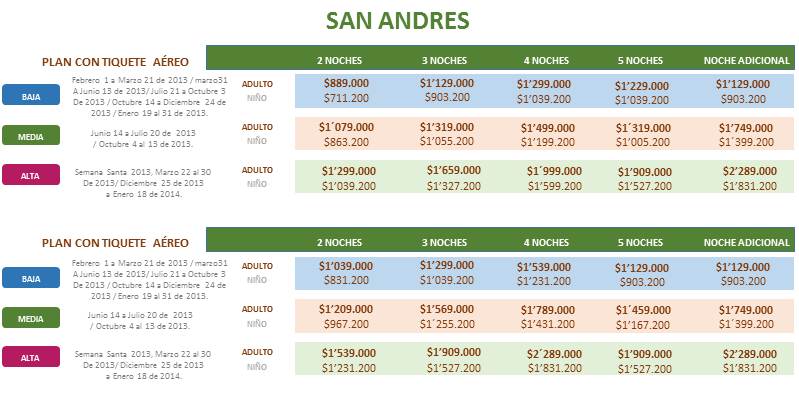 SAN ANDRES
PLAN CON TIQUETE AÉREO 2 NOCHES 3 NOCHES 4 NOCHES 5 NOCHES NOCHE ADICIONAL
BAJA
Febrero 1 a Marzo 21 de 2013 / marzo31
A Junio 13 de 2013/ Julio 21 a Octubre 3
De 2013 / Octubre 14 a Diciembre 24 de
2013 / Enero 19 al 31 de 2013.
ADULTO $889.000 $1'129.000 $1'299.000 $1'229.000 $1'129.000
NIÑO $711.200 $903.200 $1'039.200 $1'039.200 $903.200
MEDIA
Junio 14 a Julio 20 de 2013
/ Octubre 4 al 13 de 2013.
ADULTO $1´079.000 $1'319.000 $1'499.000 $1´319.000 $1'749.000
NIÑO $863.200 $1'055.200 $1'199.200 $1'005.200 $1´399.200
ALTA
Semana Santa 2013, Marzo 22 al 30
De 2013/ Diciembre 25 de 2013
a Enero 18 de 2014.
ADULTO $1'299.000 $1'659.000 $1´999.000 $1'909.000 $2'289.000
NIÑO $1'039.200 $1'327.200 $1'599.200 $1'527.200 $1'831.200
PLAN CON TIQUETE AÉREO 2 NOCHES 3 NOCHES 4 NOCHES 5 NOCHES NOCHE ADICIONAL
BAJA
Febrero 1 a Marzo 21 de 2013 / marzo31
A Junio 13 de 2013/ Julio 21 a Octubre 3
De 2013 / Octubre 14 a Diciembre 24 de
2013 / Enero 19 al 31 de 2013.
ADULTO $1'039.000 $1'299.000 $1'539.000 $1'129.000 $1'129.000
NIÑO $831.200 $1'039.200 $1'231.200 $903.200 $903.200
MEDIA
Junio 14 a Julio 20 de 2013
/ Octubre 4 al 13 de 2013.
ADULTO $1'209.000 $1'569.000 $1'789.000 $1´459.000 $1'749.000
NIÑO $967.200 $1´255.200 $1'431.200 $1'167.200 $1´399.200
ALTA
Semana Santa 2013, Marzo 22 al 30
De 2013/ Diciembre 25 de 2013
a Enero 18 de 2014.
ADULTO $1'539.000 $1'909.000 $2´289.000 $1'909.000 $2'289.000
NIÑO $1'231.200 $1'527.200 $1'831.200 $1'527.200 $1'831.200